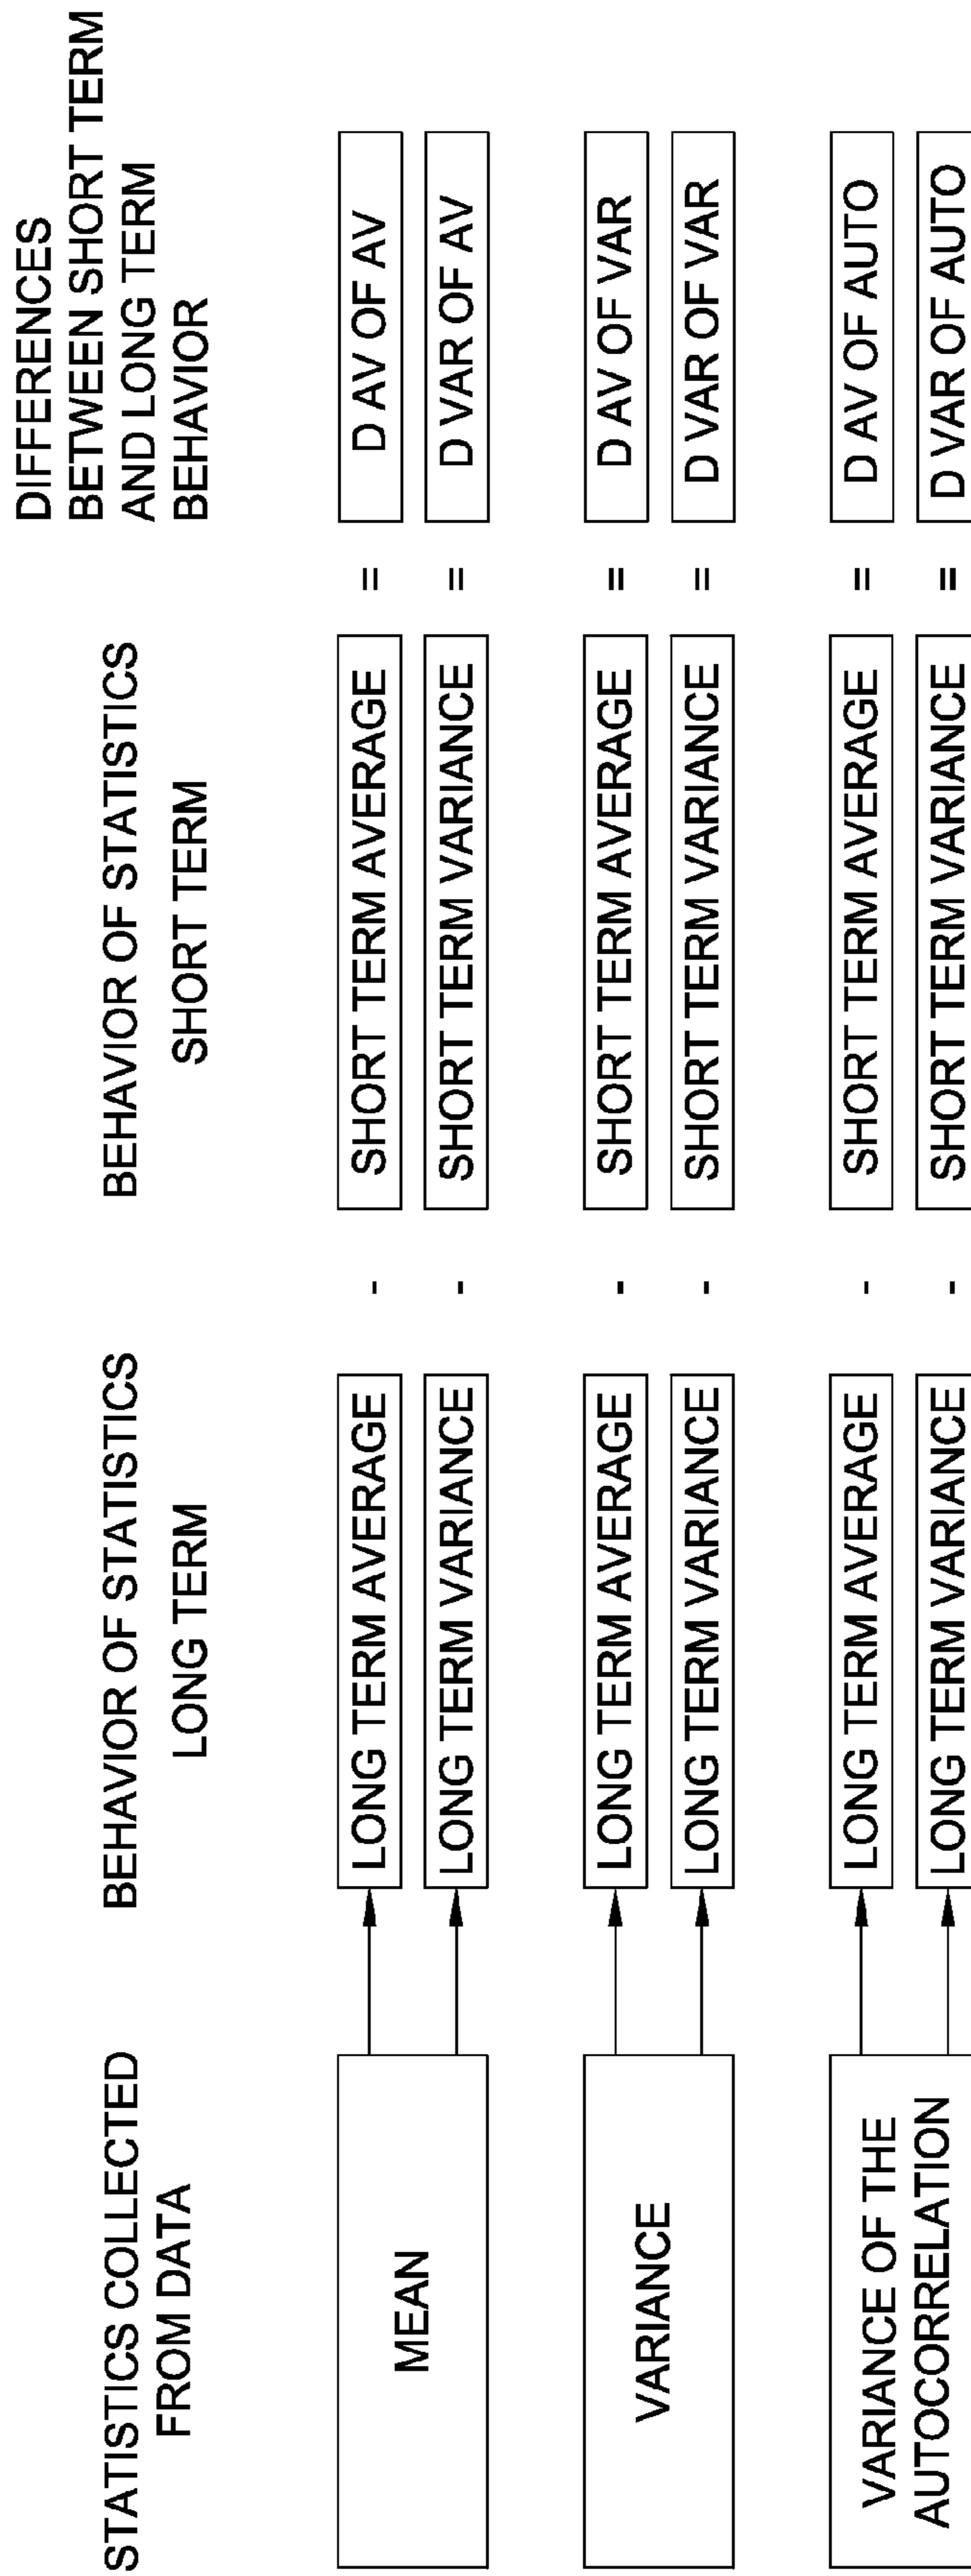 STATISTICS COLLECTED
FROM DATA
BEHAVIOR OF STATISTICS
LONG TERM
BEHAVIOR OF STATISTICS
SHORT TERM
DIFFERENCES
BETWEEN SHORT TERM
AND LONG TERM
BEHAVIOR
MEAN
LONG TERM AVERAGE - SHORT TERM AVERAGE = D AV OF AV
LONG TERM VARIANCE - SHORT TERM VARIANCE = D VAR OF AV
VARIANCE
LONG TERM AVERAGE - SHORT TERM AVERAGE = D AV OF VAR
LONG TERM VARIANCE - SHORT TERM VARIANCE = D VAR OF VAR
VARIANCE OF THE
AUTOCORRELATION
LONG TERM AVERAGE - SHORT TERM AVERAGE = D AV OF AUTO
LONG TERM VARIANCE - SHORT TERM VARIANCE = D VAR OF AUTO